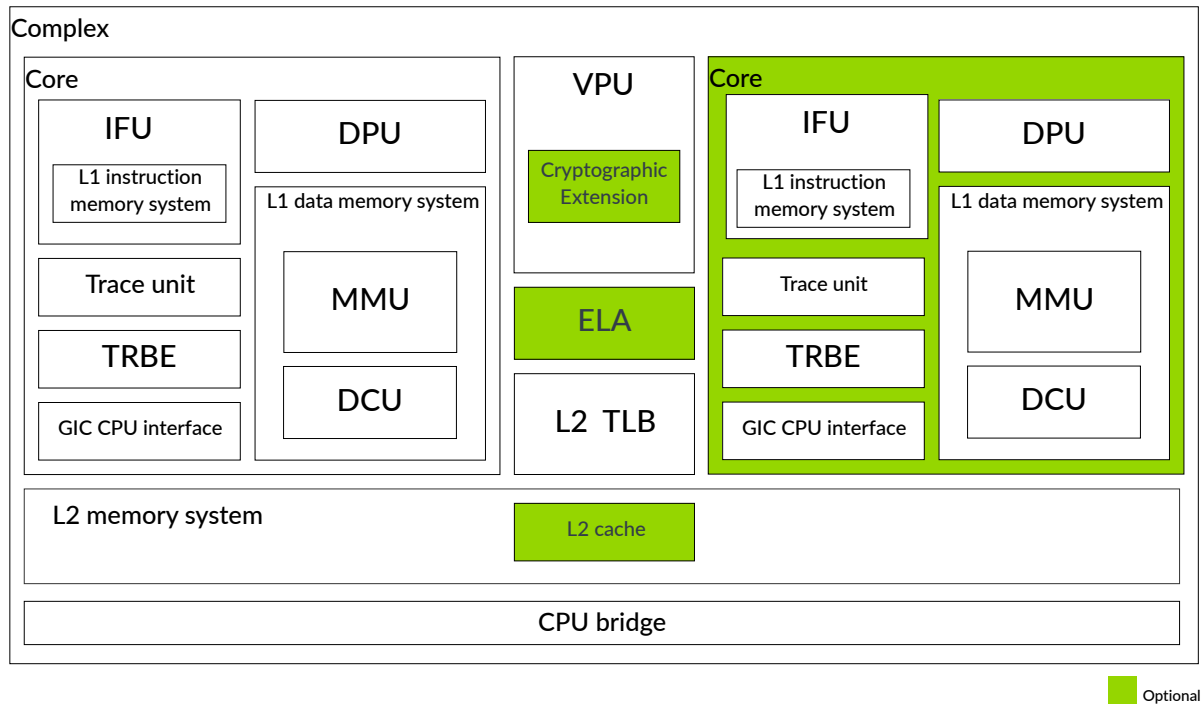 Complex
Core
IFU
L1 instruction
memory system
DPU
L1 data memory system
MMU
DCU
Trace unit
TRBE
GIC CPU interface
VPU
Cryptographic
Extension
ELA
L2 TLB
Core
IFU
L1 instruction
memory system
DPU
L1 data memory system
MMU
DCU
Trace unit
TRBE
GIC CPU interface
L2 memory system
L2 cache
CPU bridge
Optional